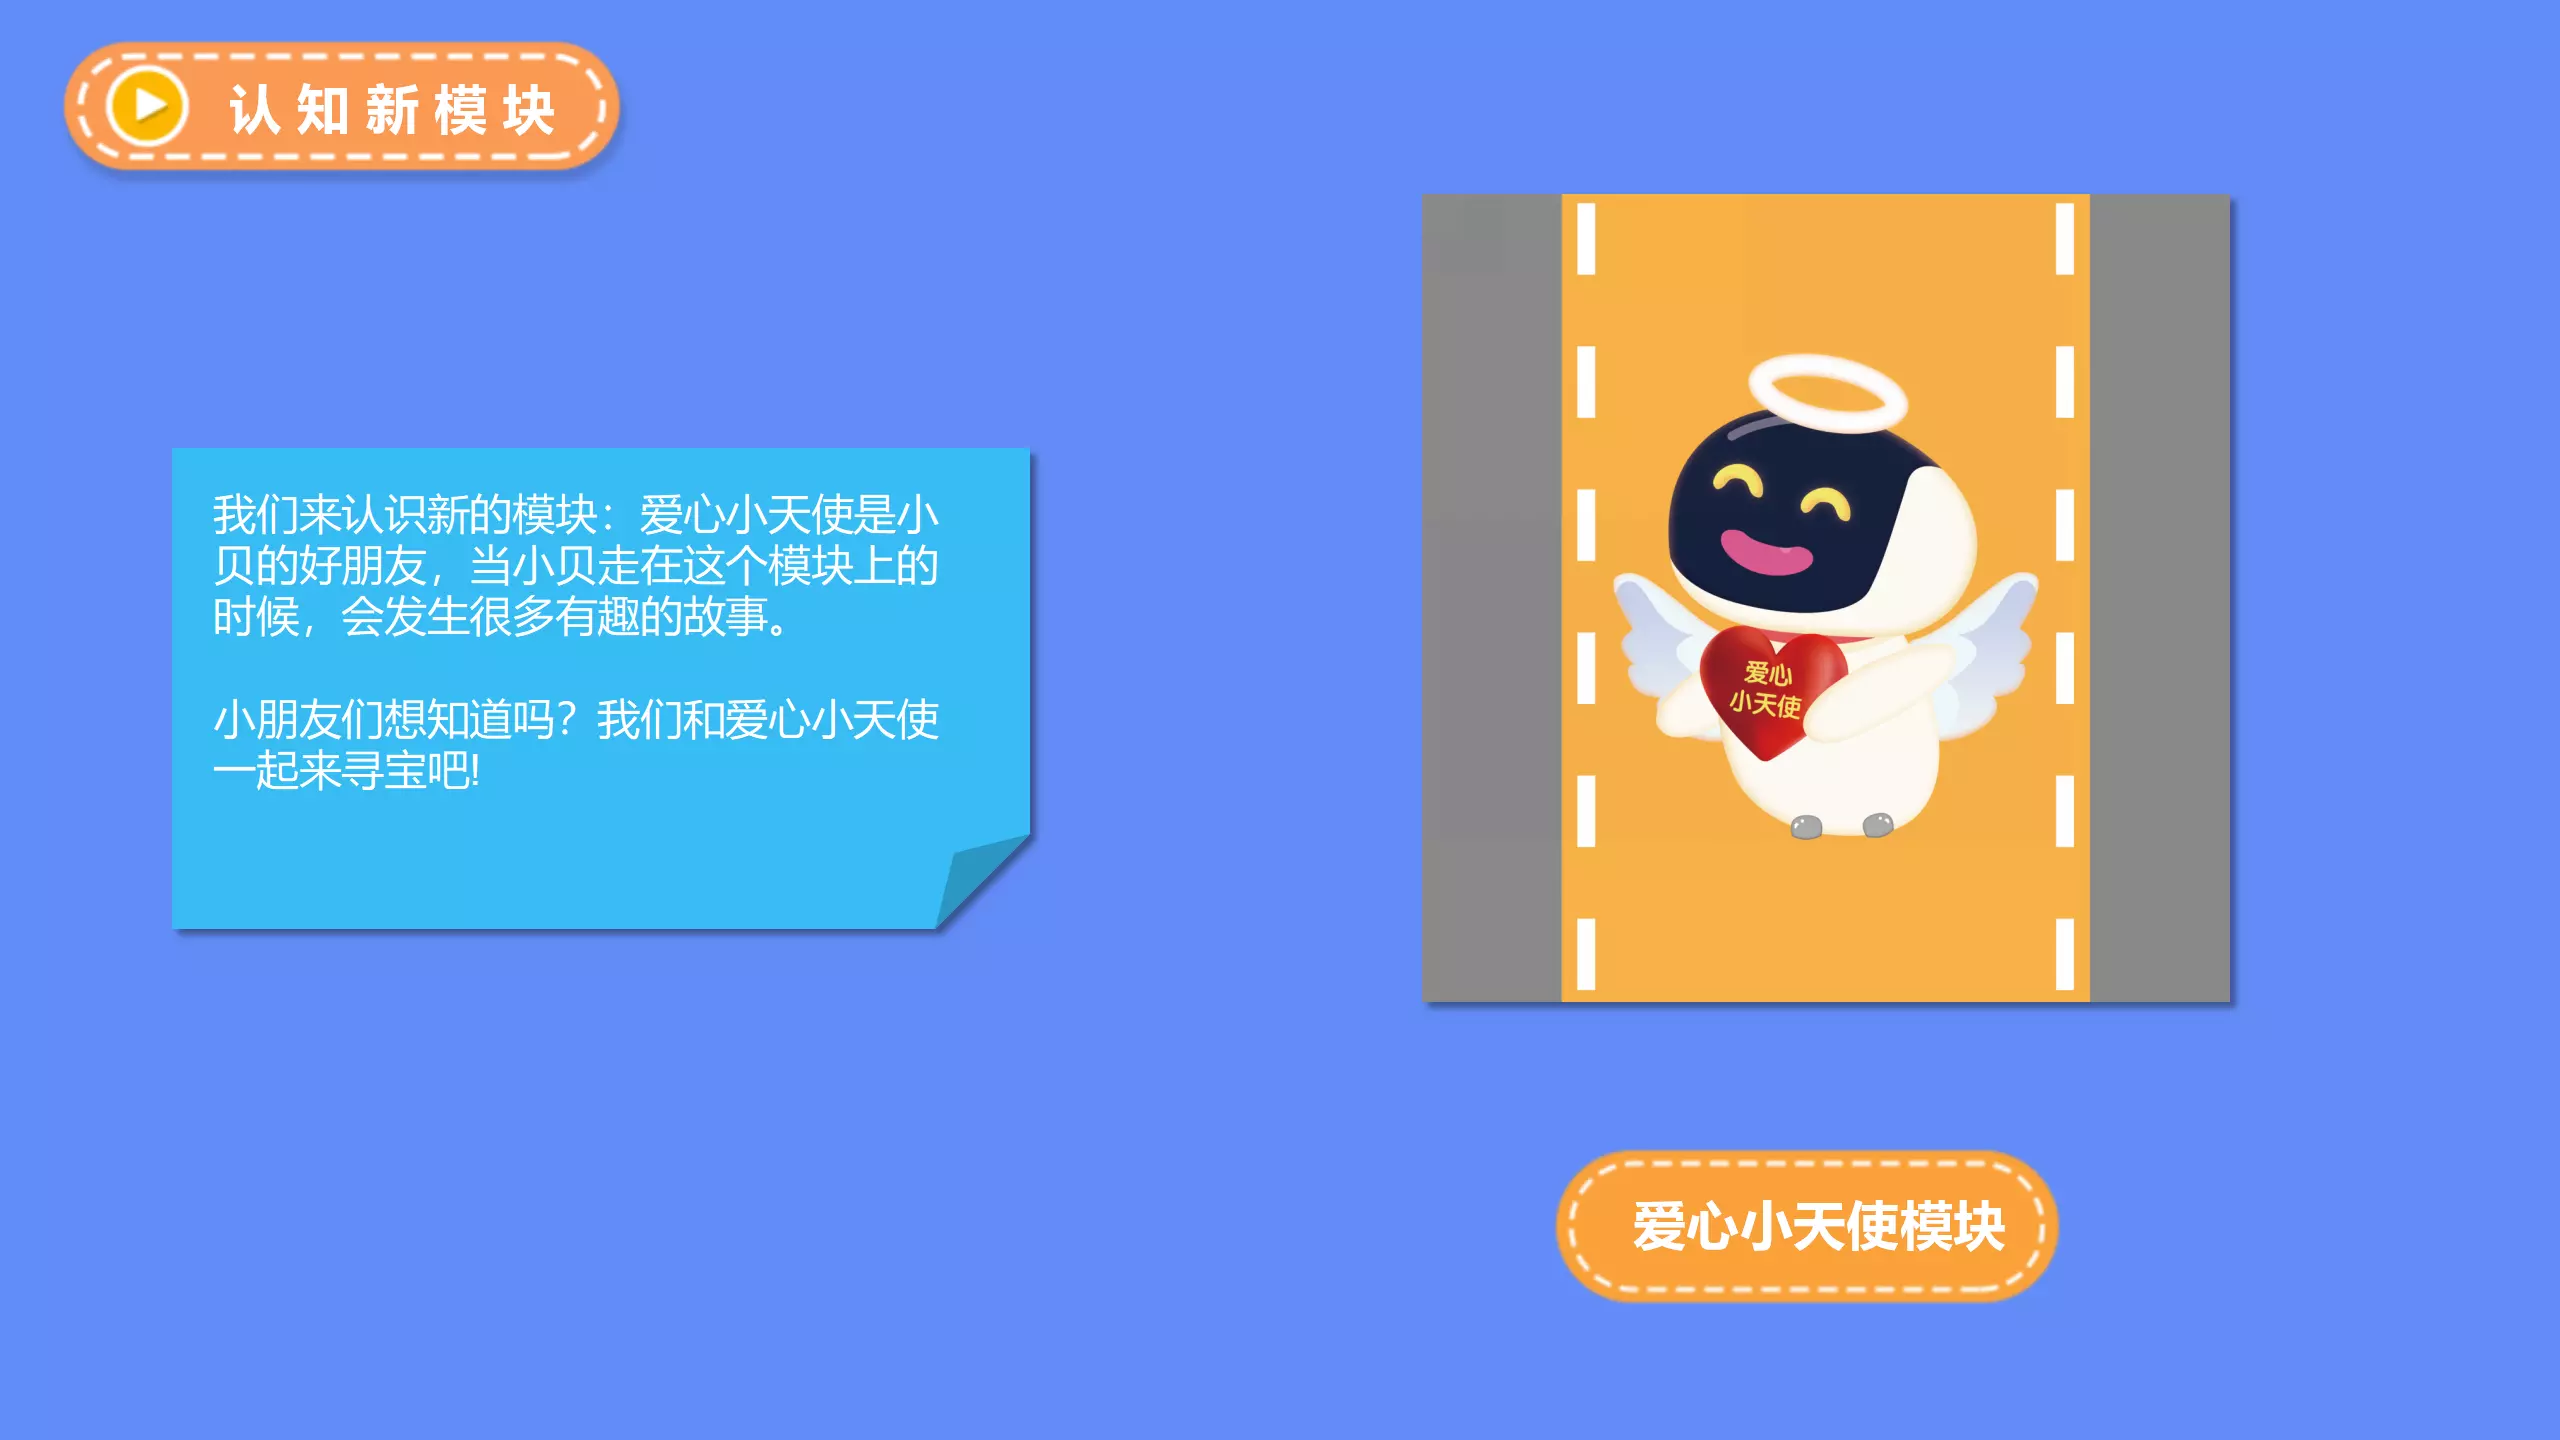 认知新模块
我们来认识新的模块：爱心小天使是小
贝的好朋友，当小贝走在这个模块上的
时候，会发生很多有趣的故事。
小朋友们想知道吗？我们和爱心小天使
一起来寻宝吧!
爱心
小天使
爱心小天使模块